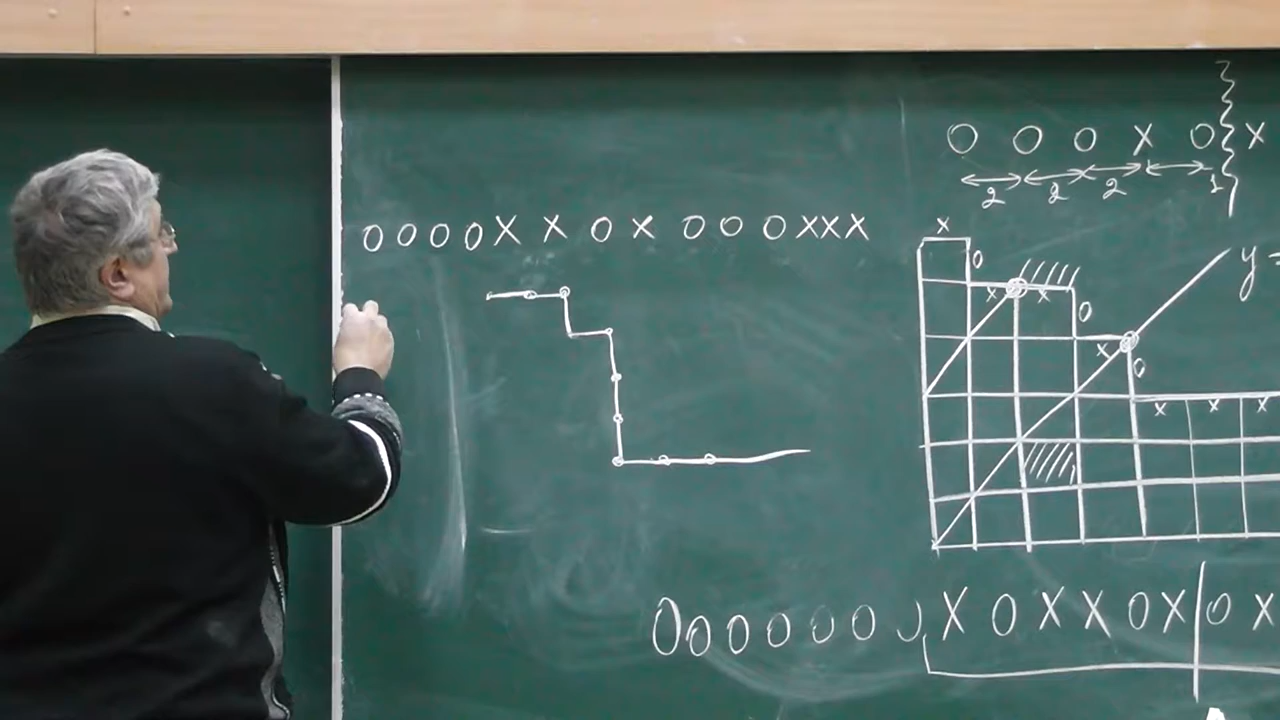 O O O X O X
2 2 2 1
O O O O X X O X O O O X X X
X
O
X X O
y =
X O
X X X
O O O O O O O X O X X O X O X